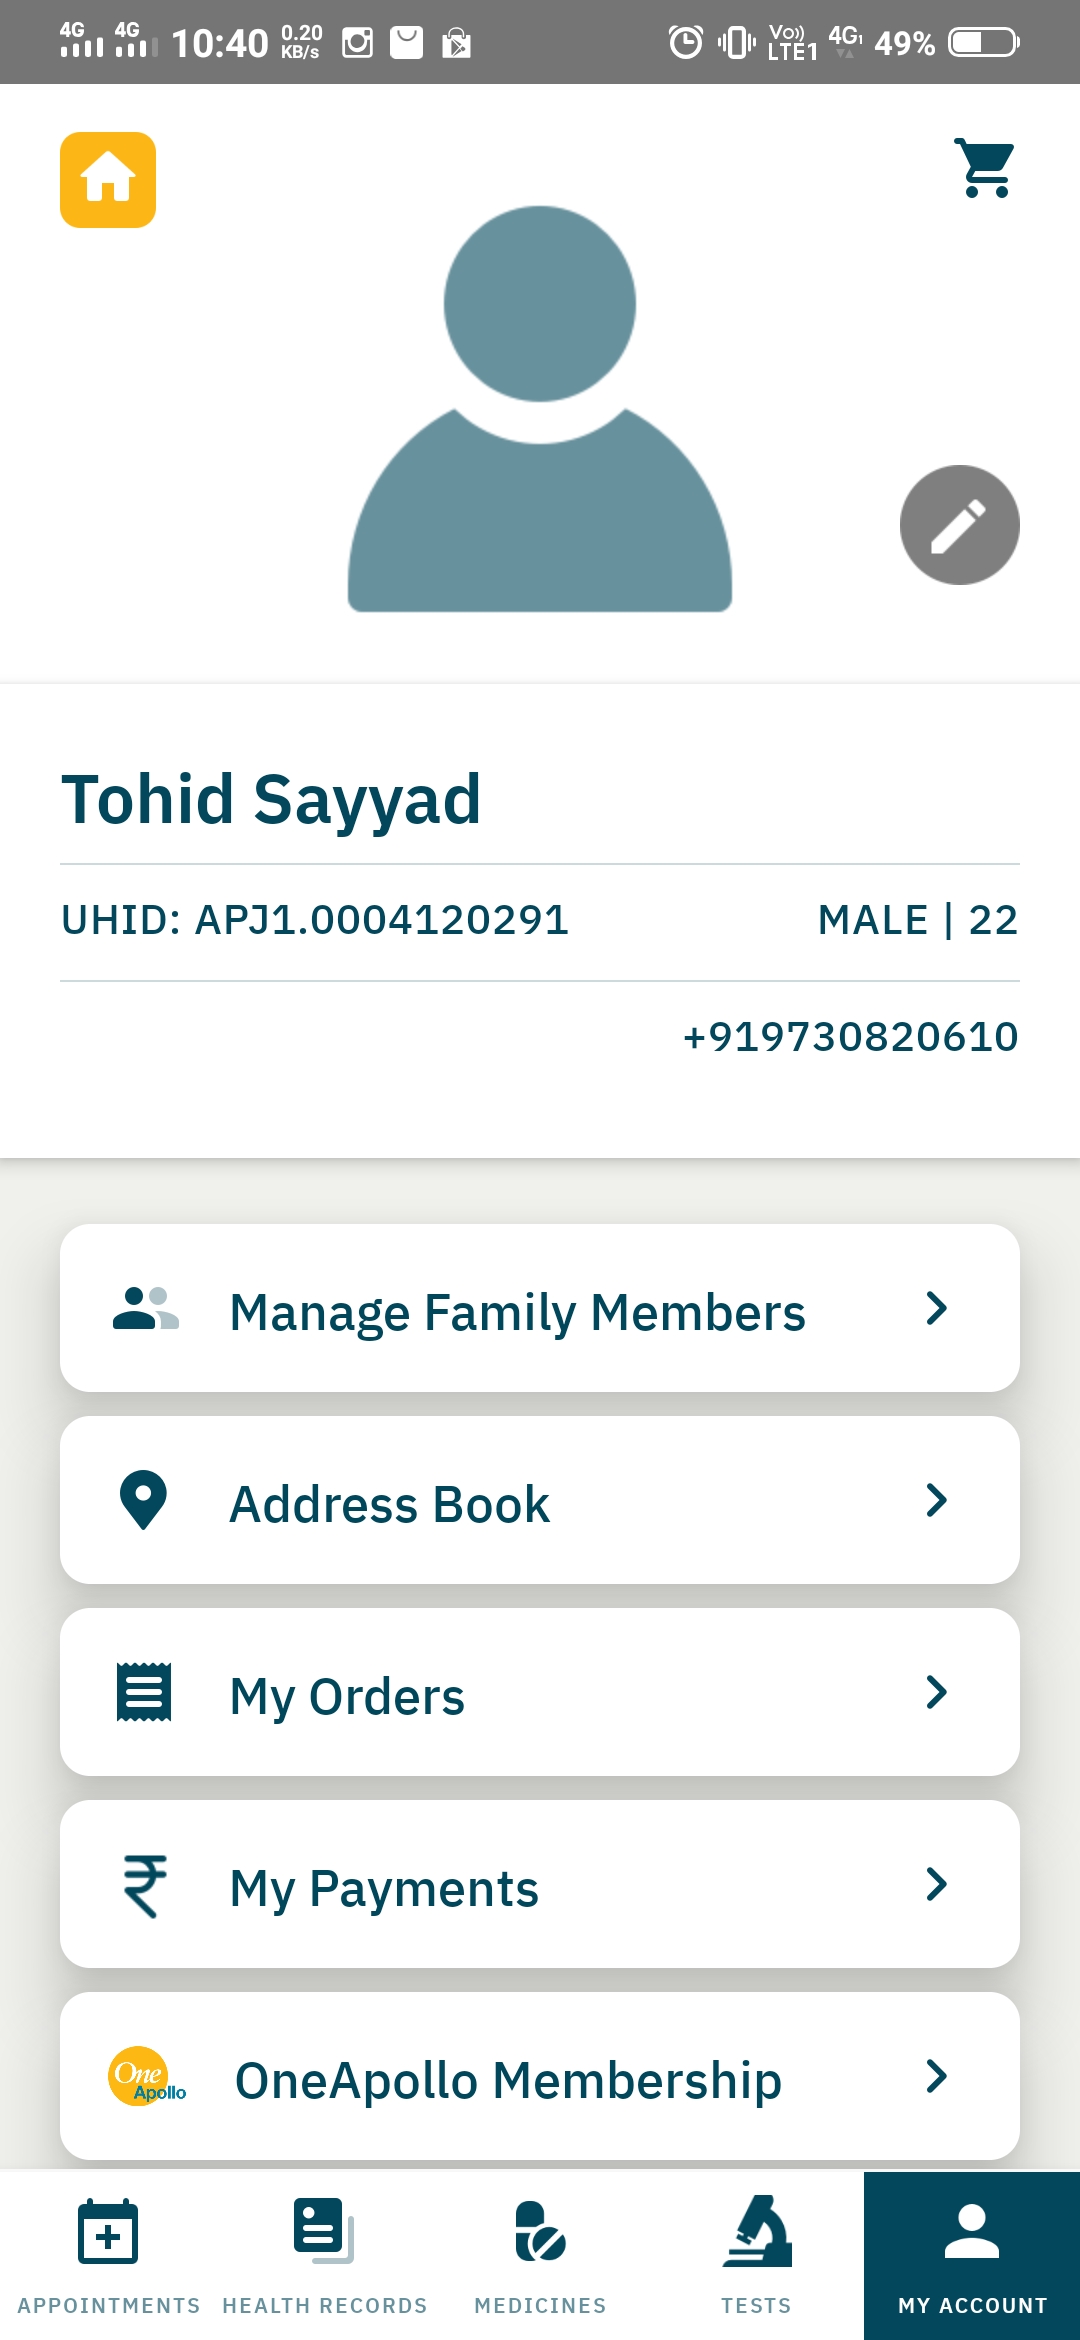 4G 4G 10:40 0.20 KB/s Vo)) LTE1 4G 49%
Tohid Sayyad
UHID: APJ1.0004120291 MALE | 22
+919730820610
Manage Family Members
Address Book
My Orders
₹ My Payments
One Apollo OneApollo Membership
APPOINTMENTS HEALTH RECORDS MEDICINES TESTS MY ACCOUNT